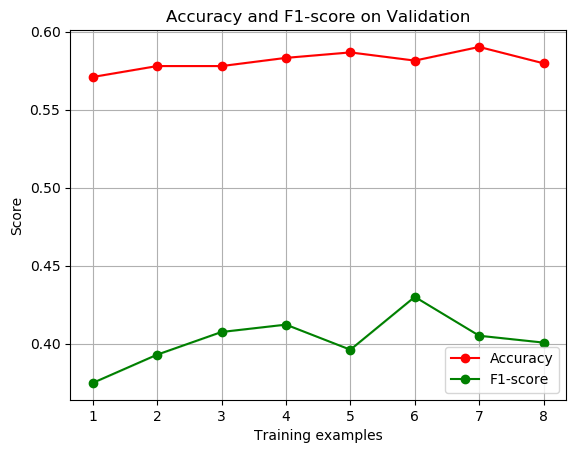 Accuracy and F1-score on Validation
0.60
0.55
0.50
0.45
0.40
Score
1 2 3 4 5 6 7 8
Training examples
Accuracy
F1-score